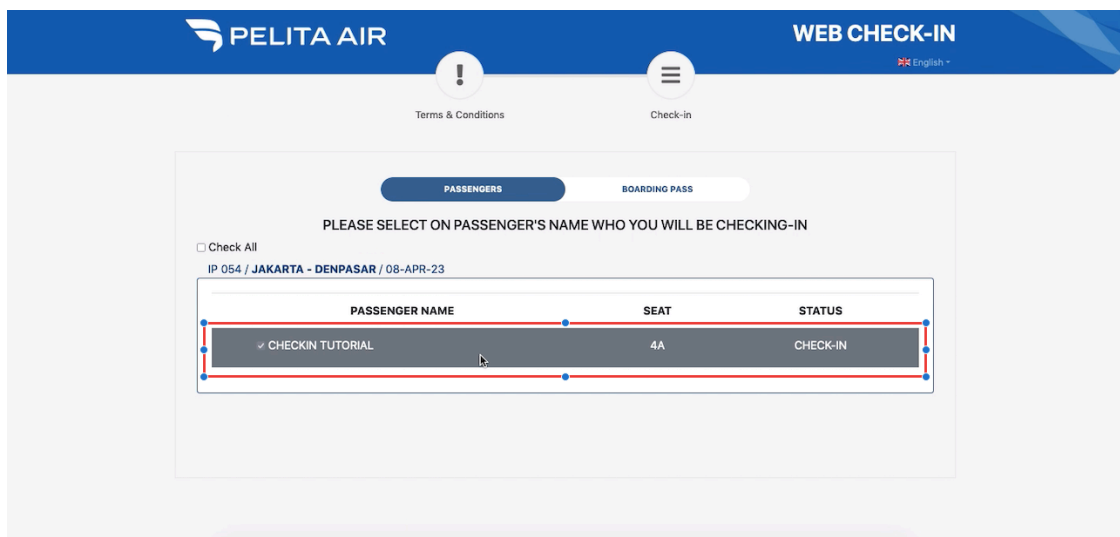 PELITA AIR
WEB CHECK-IN
English
Terms & Conditions
Check-in
PASSENGERS
BOARDING PASS
PLEASE SELECT ON PASSENGER'S NAME WHO YOU WILL BE CHECKING-IN
Check All
IP 054 / JAKARTA - DENPASAR / 08-APR-23
PASSENGER NAME SEAT STATUS
CHECKIN TUTORIAL 4A CHECK-IN